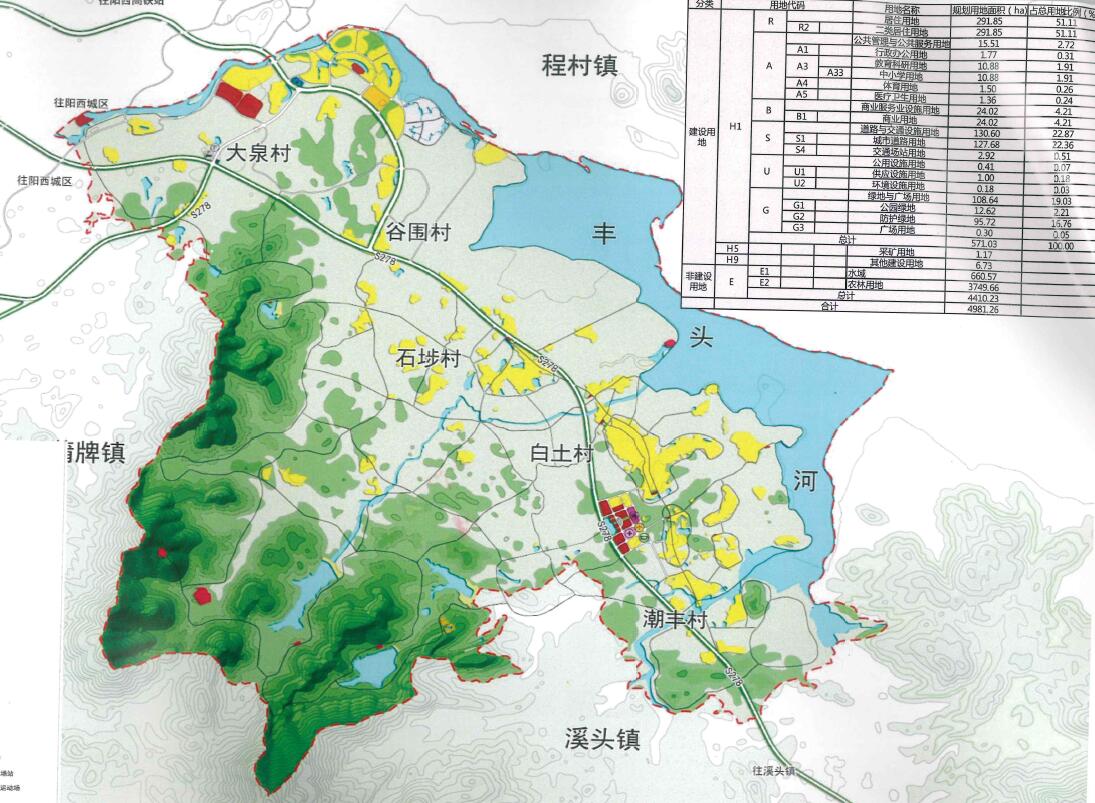 往阳西高铁站
程村镇
往阳西城区
大泉村
往阳西城区
S278
谷围村
S278
丰
头
河
石埗村
S278
白土村
S278
潮丰村
S278
溪头镇
往溪头镇
牌镇
场站
运动场
分类 用地代码 用地名称 规划用地面积(ha) 占总用地比例(%
建设用地 H1 R 居住用地 291.85 51.11
R2 二类居住用地 291.85 51.11
A 公共管理与公共服务用地 15.51 2.72
A1 行政办公用地 1.77 0.31
A3 教育科研用地 10.88 1.91
A33 中小学用地 10.88 1.91
A4 体育用地 1.50 0.26
A5 医疗卫生用地 1.36 0.24
B 商业服务业设施用地 24.02 4.21
B1 商业用地 24.02 4.21
S 道路与交通设施用地 130.60 22.87
S1 城市道路用地 127.68 22.36
S4 交通场站用地 2.92 0.51
U 公用设施用地 0.41 0.07
U1 供应设施用地 1.00 0.18
U2 环境设施用地 0.18 0.03
G 绿地与广场用地 108.64 19.03
G1 公园绿地 12.62 2.21
G2 防护绿地 95.72 16.76
G3 广场用地 0.30 0.05
总计 571.03 100.00
H5 采矿用地 1.17
H9 其他建设用地 6.73
非建设用地 E E1 水域 660.57
E2 农林用地 3749.66
总计 4410.23
合计 4981.26